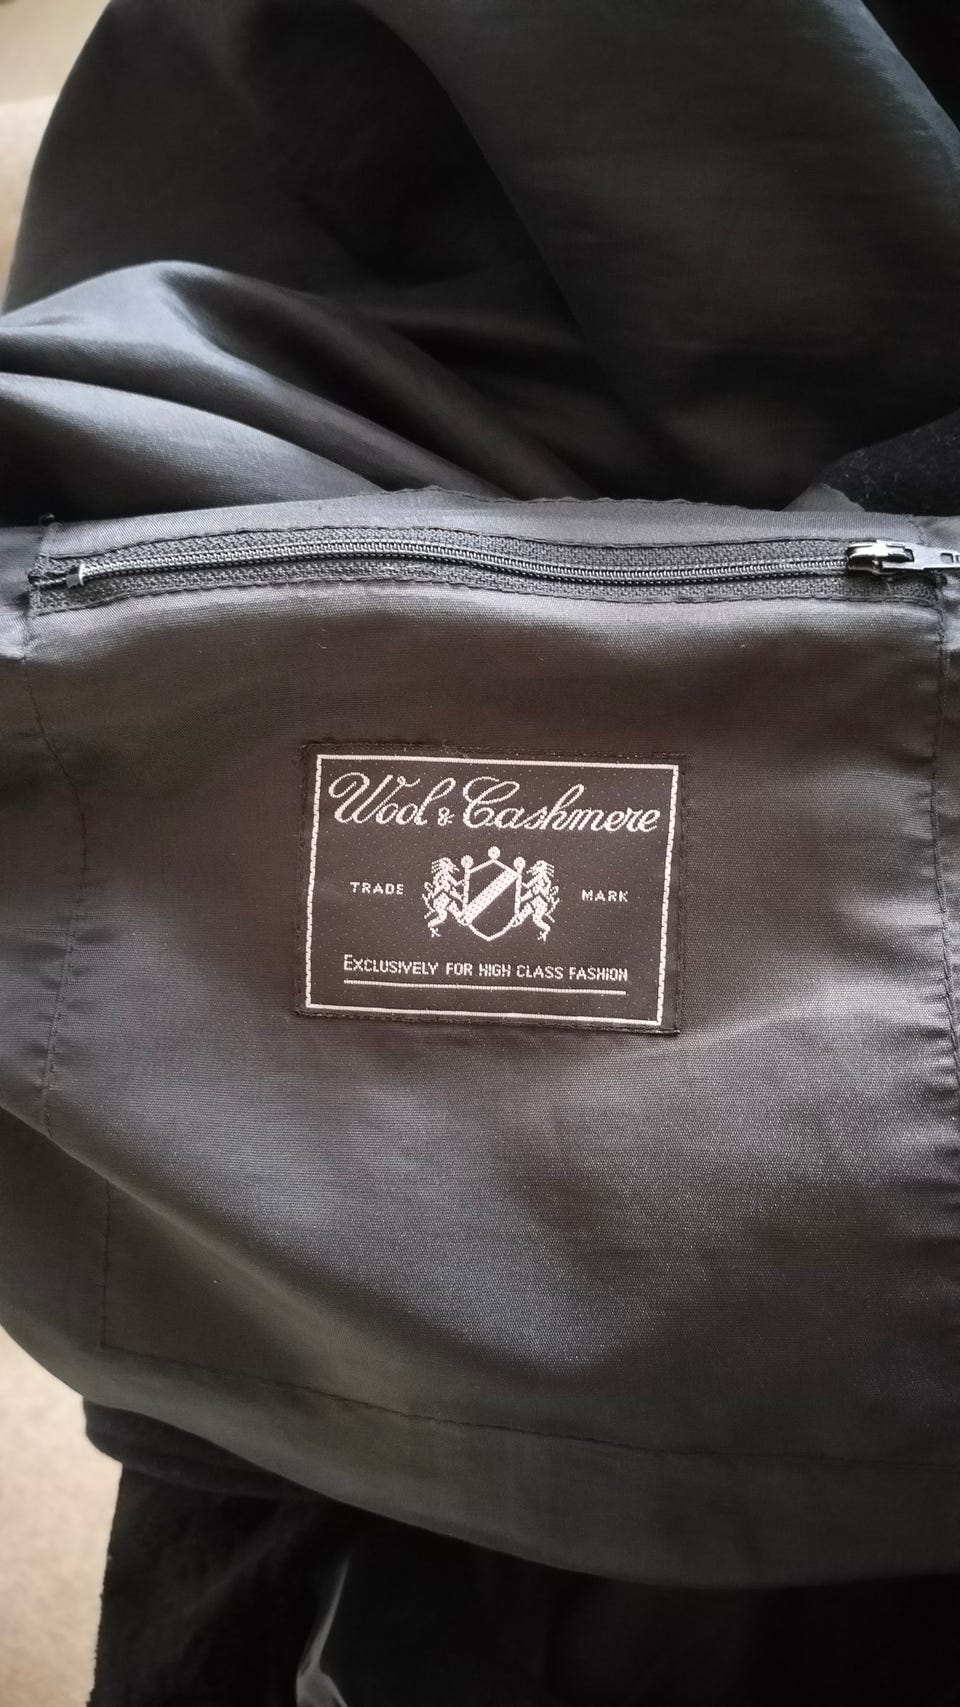 Wool & Cashmere
TRADE MARK
EXCLUSIVELY FOR HIGH CLASS FASHION